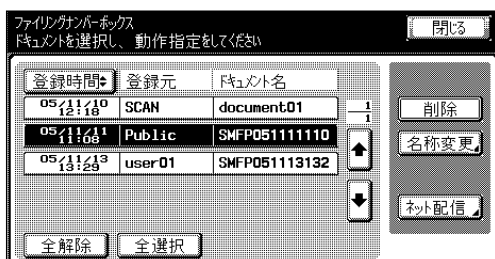 ファイリングナンバーボックス
ドキュメントを選択し、動作指定をしてください
閉じる
登録時間 登録元 ドキュメント名
05/11/10 12:18 SCAN document01
05/11/11 11:08 Public SMFP051111110
05/11/13 13:29 user01 SMFP051113132
1
1
削除
名称変更
ネット配信
全解除 全選択